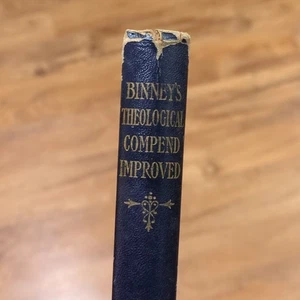 BINNEY'S
THEOLOGICAL
COMPEND
IMPROVED